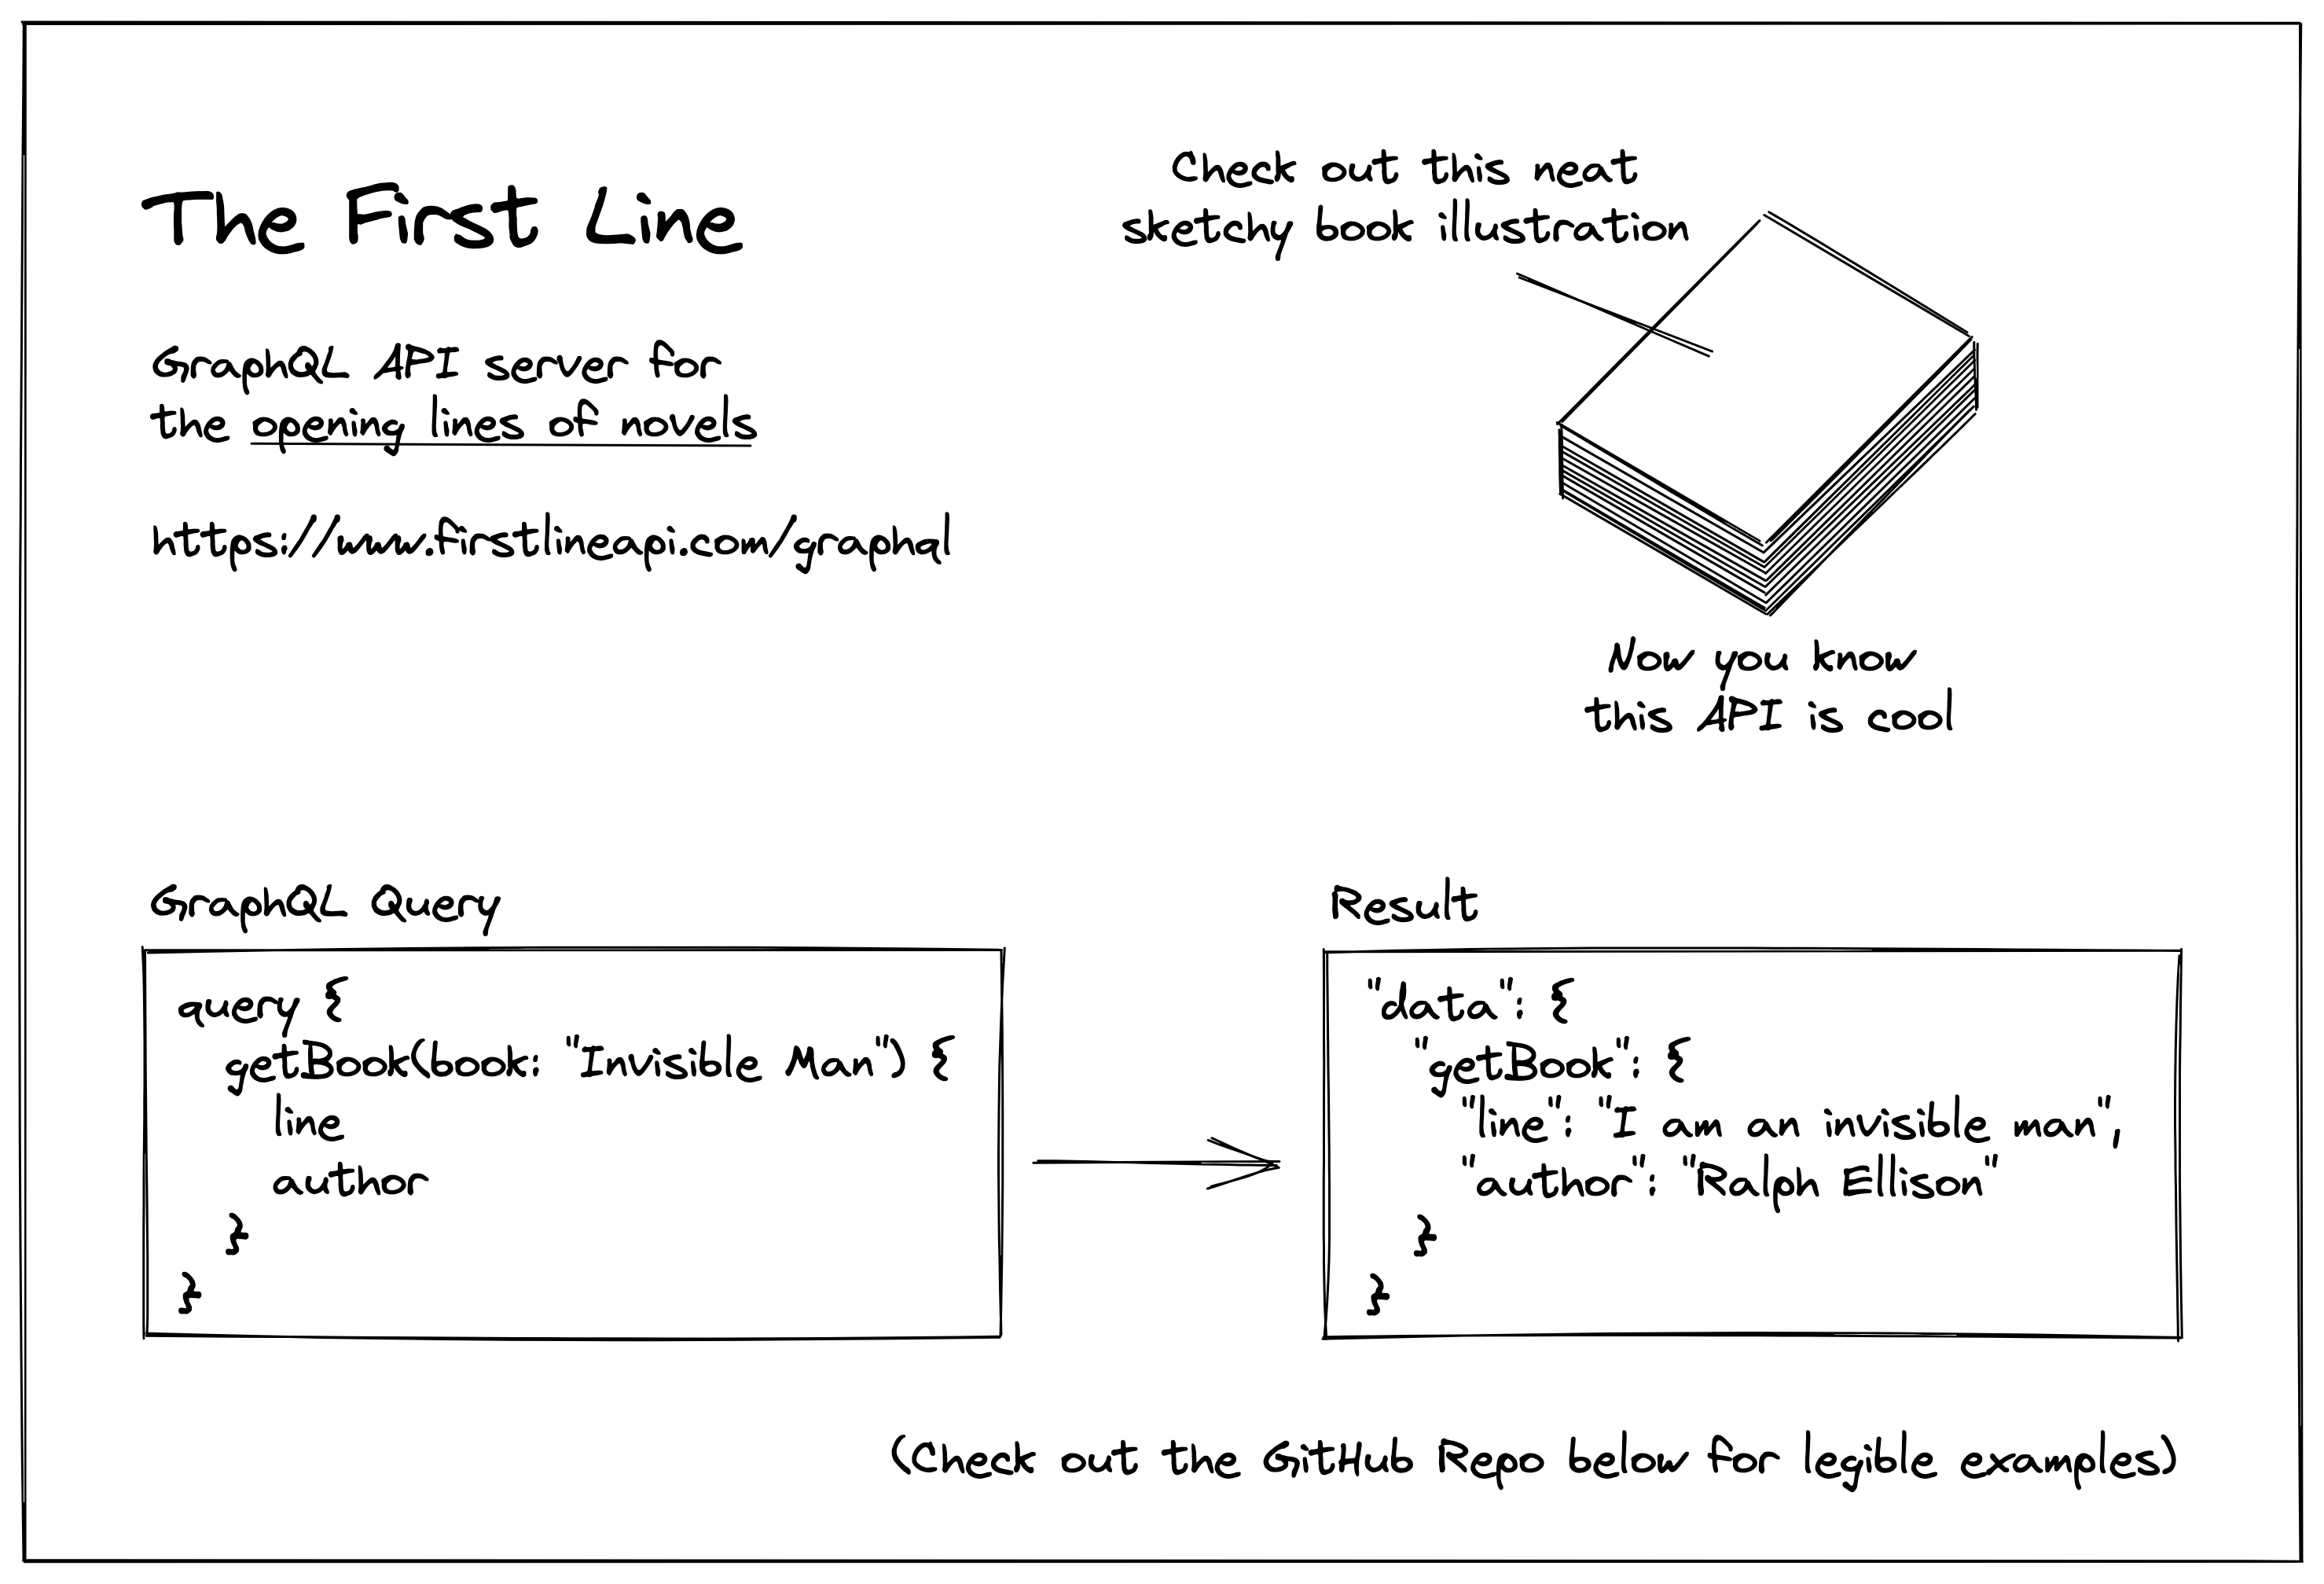 The First Line
GraphQL API server for
the opening lines of novels
https://www.firstlineapi.com/graphql
Check out this neat
sketchy book illustration
Now you know
this API is cool
GraphQL Query
query {
getBook(book: "Invisible Man") {
line
author
}
}
Result
"data": {
"getBook": {
"line": "I am an invisible man",
"author": "Ralph Ellison"
}
}
(Check out the GitHub Repo below for legible examples)